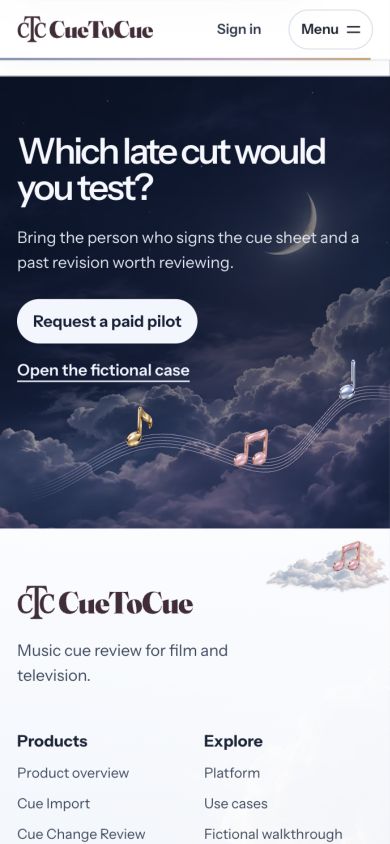 CTC CueToCue
Sign in
Menu
Which late cut would
you test?
Bring the person who signs the cue sheet and a
past revision worth reviewing.
Request a paid pilot
Open the fictional case
CTC CueToCue
Music cue review for film and
television.
Products
Explore
Product overview
Platform
Cue Import
Use cases
Cue Change Review
Fictional walkthrough